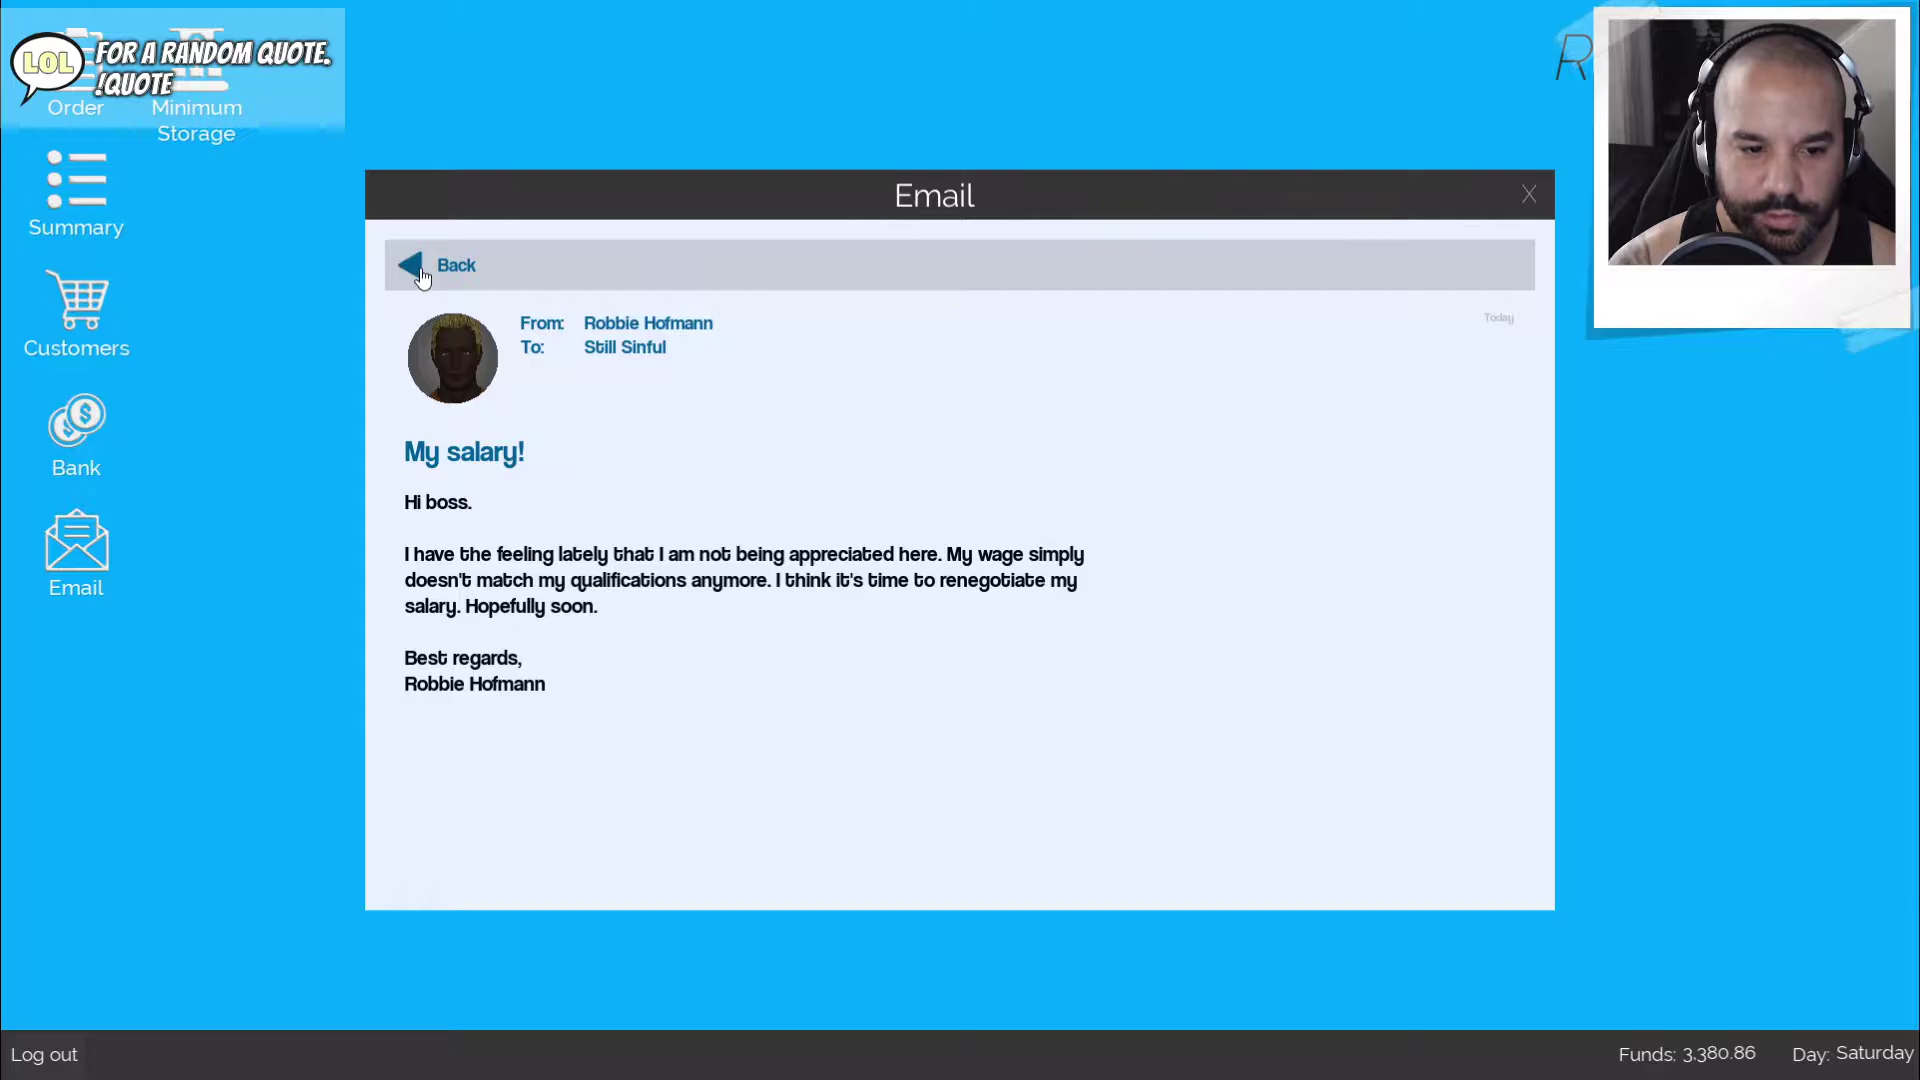 LOL
FOR A RANDOM QUOTE.
!QUOTE
Order
Minimum
Storage
R
Summary
Customers
Bank
Email
Email
X
Back
From: Robbie Hofmann
To: Still Sinful
Today
My salary!
Hi boss.
I have the feeling lately that I am not being appreciated here. My wage simply
doesn't match my qualifications anymore. I think it's time to renegotiate my
salary. Hopefully soon.
Best regards,
Robbie Hofmann
Log out
Funds: 3,380.86
Day: Saturday